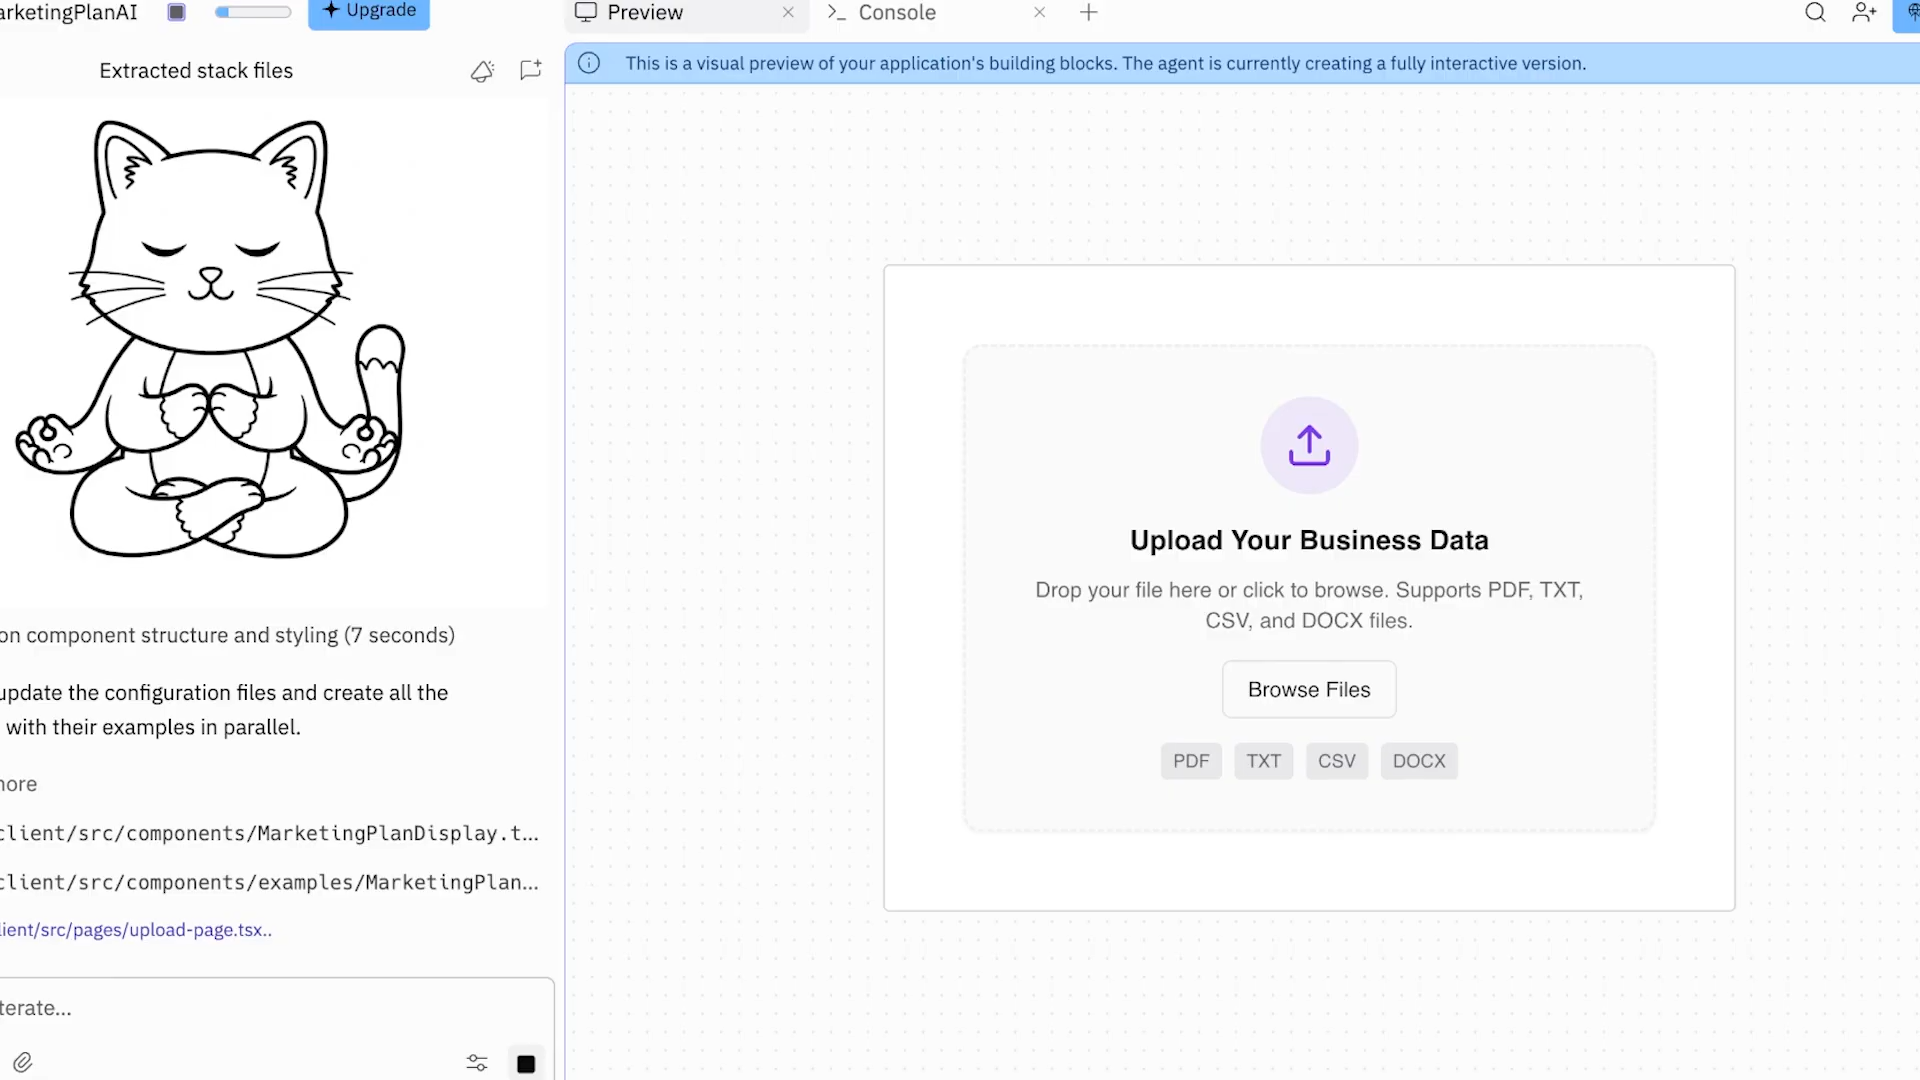 arketingPlanAI
Upgrade
Preview
Console
Extracted stack files
This is a visual preview of your application's building blocks. The agent is currently creating a fully interactive version.
on component structure and styling (7 seconds)
update the configuration files and create all the
with their examples in parallel.
more
client/src/components/MarketingPlanDisplay.t...
client/src/components/examples/MarketingPlan...
lient/src/pages/upload-page.tsx..
terate...
Upload Your Business Data
Drop your file here or click to browse. Supports PDF, TXT,
CSV, and DOCX files.
Browse Files
PDF TXT CSV DOCX